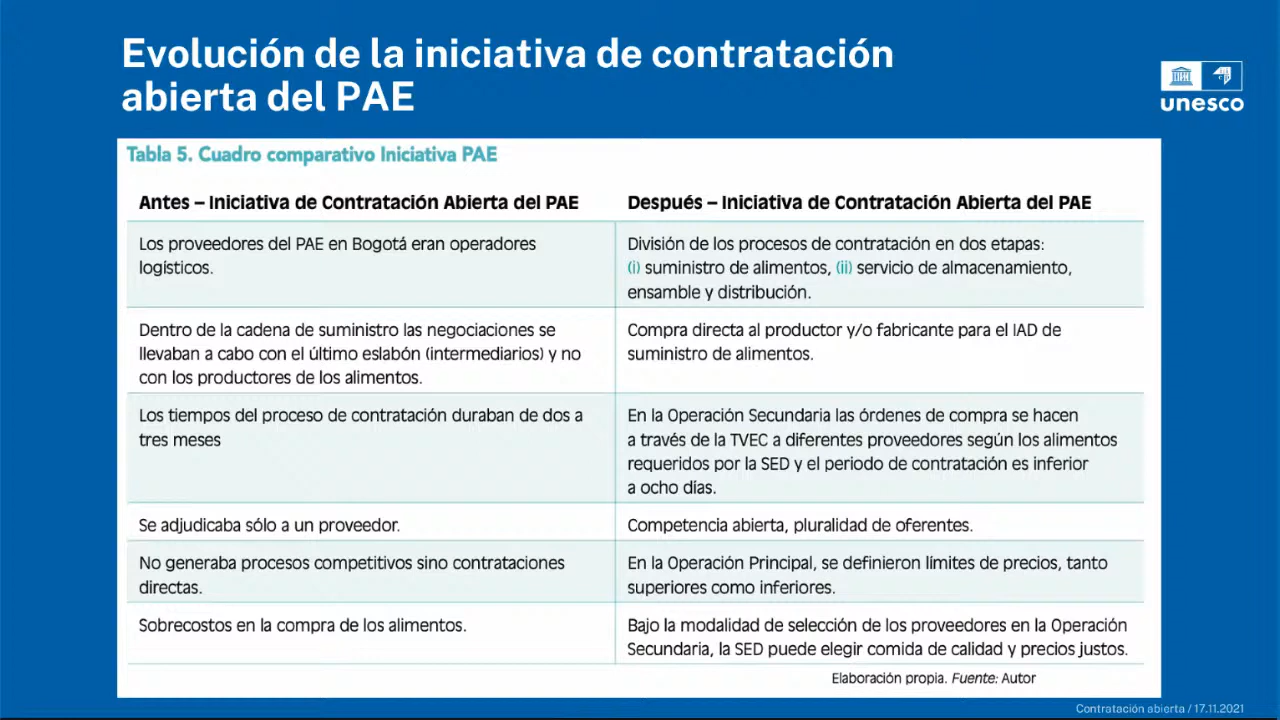 Evolución de la iniciativa de contratación
abierta del PAE
unesco
Tabla 5. Cuadro comparativo Iniciativa PAE
Antes – Iniciativa de Contratación Abierta del PAE
Después – Iniciativa de Contratación Abierta del PAE
Los proveedores del PAE en Bogotá eran operadores
logísticos.
División de los procesos de contratación en dos etapas:
(i) suministro de alimentos, (ii) servicio de almacenamiento,
ensamble y distribución.
Dentro de la cadena de suministro las negociaciones se
llevaban a cabo con el último eslabón (intermediarios) y no
con los productores de los alimentos.
Compra directa al productor y/o fabricante para el IAD de
suministro de alimentos.
Los tiempos del proceso de contratación duraban de dos a
tres meses
En la Operación Secundaria las órdenes de compra se hacen
a través de la TVEC a diferentes proveedores según los alimentos
requeridos por la SED y el periodo de contratación es inferior
a ocho días.
Se adjudicaba sólo a un proveedor.
Competencia abierta, pluralidad de oferentes.
No generaba procesos competitivos sino contrataciones
directas.
En la Operación Principal, se definieron límites de precios, tanto
superiores como inferiores.
Sobrecostos en la compra de los alimentos.
Bajo la modalidad de selección de los proveedores en la Operación
Secundaria, la SED puede elegir comida de calidad y precios justos.
Elaboración propia. Fuente: Autor
Contratación abierta / 17.11.2021